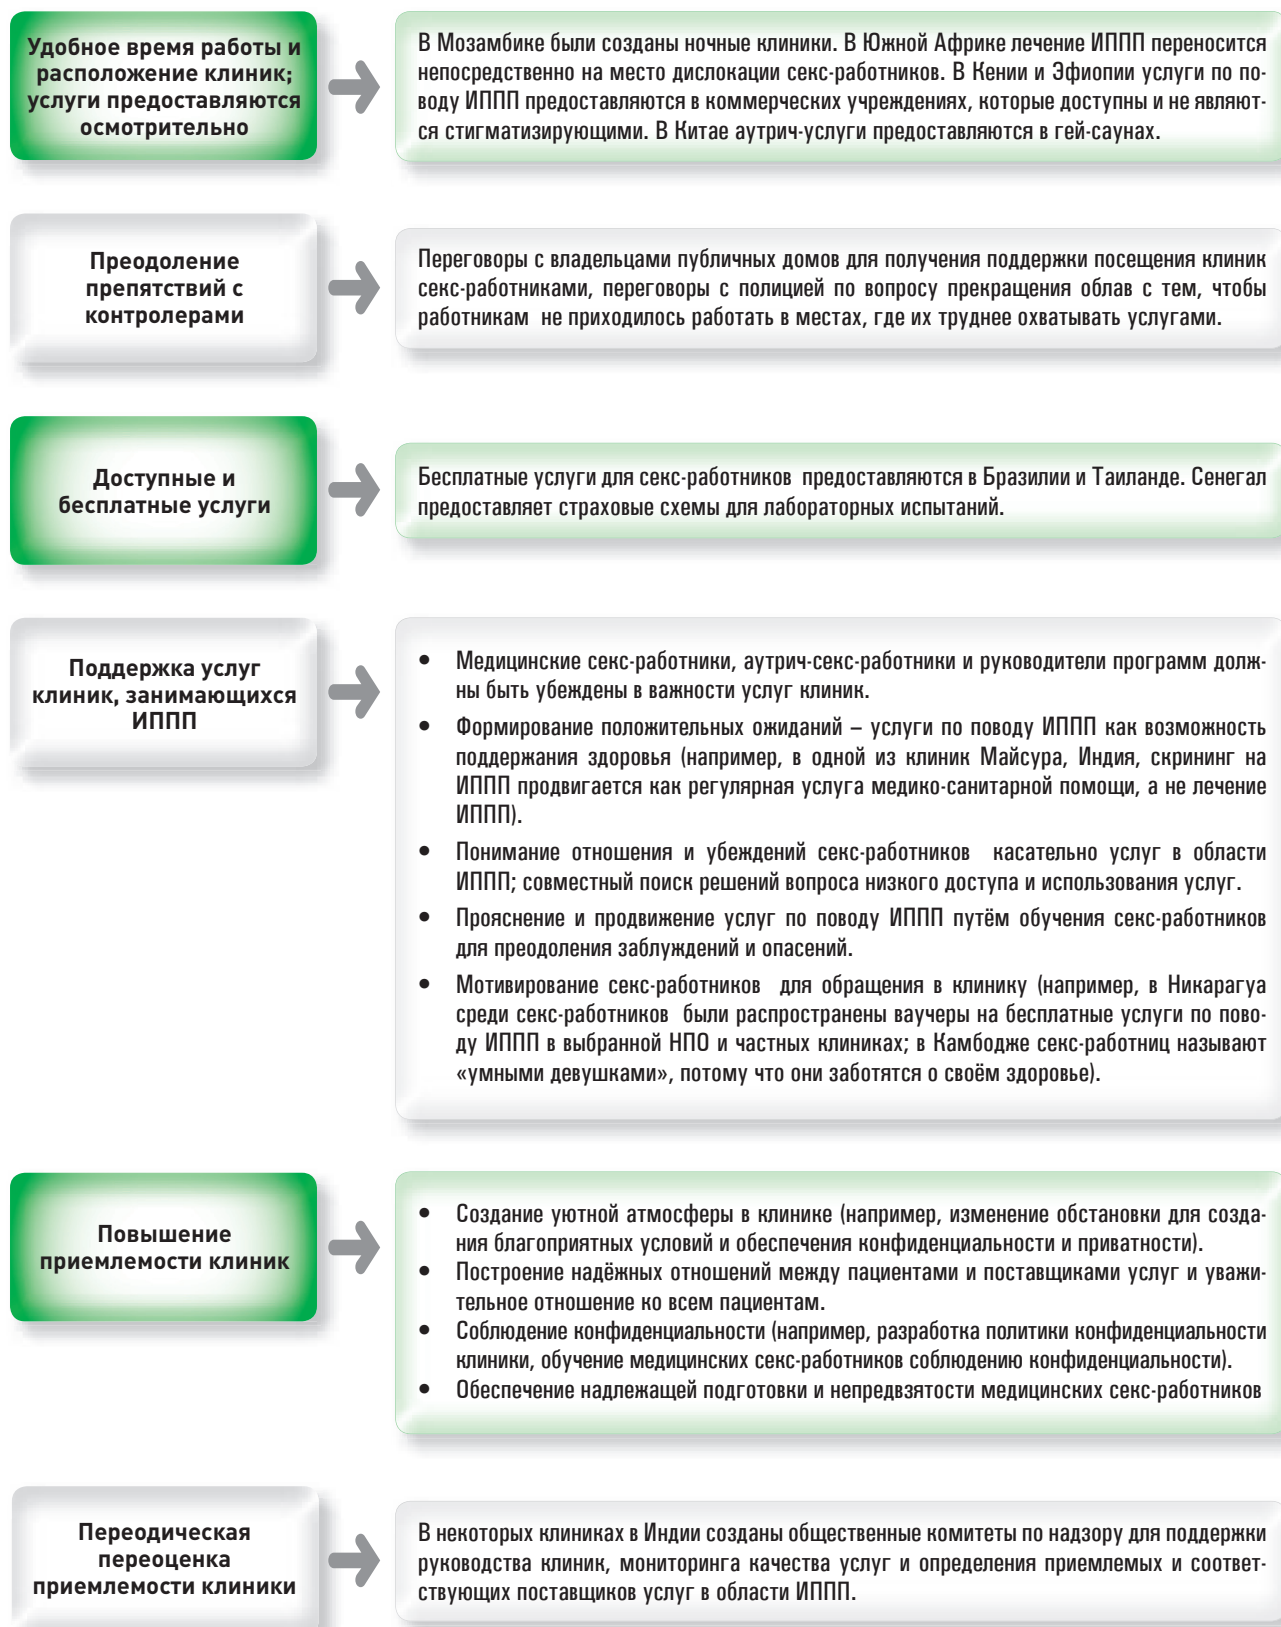 Удобное время работы и
расположение клиник;
услуги предоставляются
осмотрительно
В Мозамбике были созданы ночные клиники. В Южной Африке лечение ИППП переносится
непосредственно на место дислокации секс-работников. В Кении и Эфиопии услуги по по-
воду ИППП предоставляются в коммерческих учреждениях, которые доступны и не являют-
ся стигматизирующими. В Китае аутрич-услуги предоставляются в гей-саунах.
Преодоление
препятствий с
контролерами
Переговоры с владельцами публичных домов для получения поддержки посещения клиник
секс-работниками, переговоры с полицией по вопросу прекращения облав с тем, чтобы
работникам не приходилось работать в местах, где их труднее охватывать услугами.
Доступные и
бесплатные услуги
Бесплатные услуги для секс-работников предоставляются в Бразилии и Таиланде. Сенегал
предоставляет страховые схемы для лабораторных испытаний.
Поддержка услуг
клиник, занимающихся
ИППП
• Медицинские секс-работники, аутрич-секс-работники и руководители программ долж-
ны быть убеждены в важности услуг клиник.
• Формирование положительных ожиданий – услуги по поводу ИППП как возможность
поддержания здоровья (например, в одной из клиник Майсура, Индия, скрининг на
ИППП продвигается как регулярная услуга медико-санитарной помощи, а не лечение
ИППП).
• Понимание отношения и убеждений секс-работников касательно услуг в области
ИППП; совместный поиск решений вопроса низкого доступа и использования услуг.
• Прояснение и продвижение услуг по поводу ИППП путём обучения секс-работников
для преодоления заблуждений и опасений.
• Мотивирование секс-работников для обращения в клинику (например, в Никарагуа
среди секс-работников были распространены ваучеры на бесплатные услуги по пово-
ду ИППП в выбранной НПО и частных клиниках; в Камбодже секс-работниц называют
«умными девушками», потому что они заботятся о своём здоровье).
Повышение
приемлемости клиник
• Создание уютной атмосферы в клинике (например, изменение обстановки для созда-
ния благоприятных условий и обеспечения конфиденциальности и приватности).
• Построение надёжных отношений между пациентами и поставщиками услуг и уважи-
тельное отношение ко всем пациентам.
• Соблюдение конфиденциальности (например, разработка политики конфиденциальности
клиники, обучение медицинских секс-работников соблюдению конфиденциальности).
• Обеспечение надлежащей подготовки и непредвзятости медицинских секс-работников
Переодическая
переоценка
приемлемости клиники
В некоторых клиниках в Индии созданы общественные комитеты по надзору для поддержки
руководства клиник, мониторинга качества услуг и определения приемлемых и соответ-
ствующих поставщиков услуг в области ИППП.